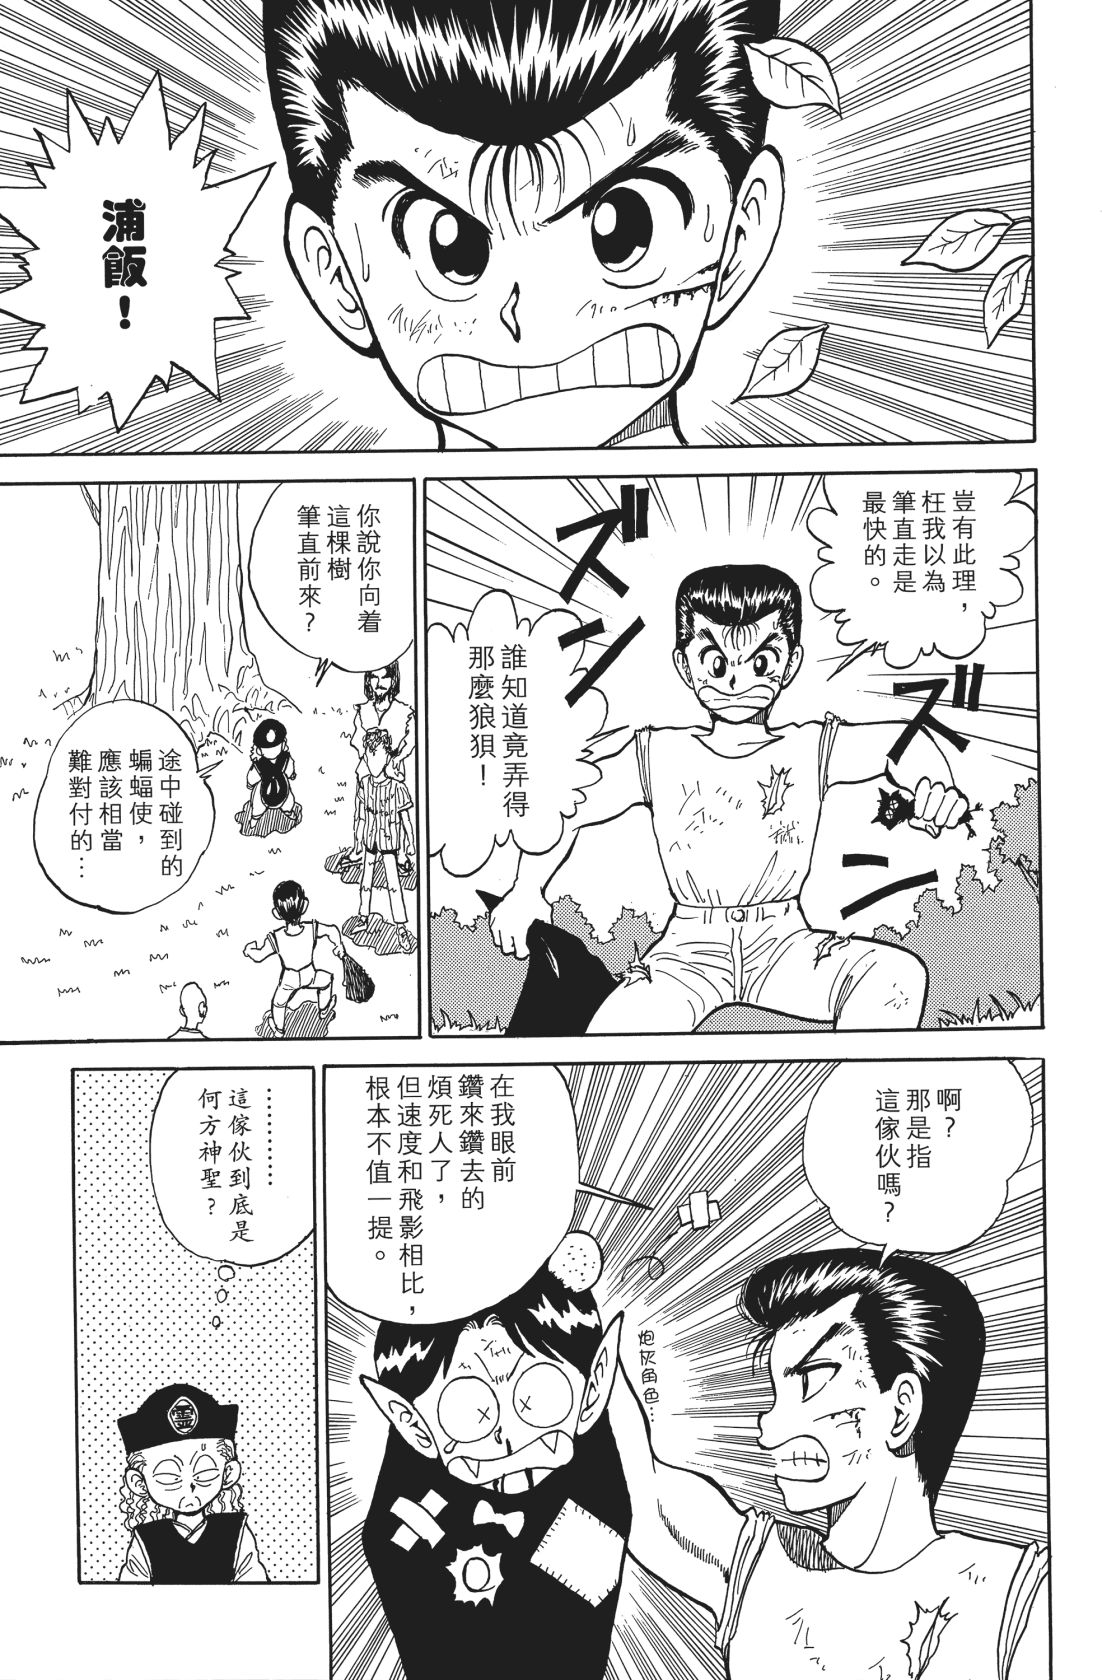 浦飯！
豈有此理，
枉我以為
筆直走是
最快的。
ズン
ズン
誰知道竟弄得
那麼狼狽！
你說你向着
這棵樹
筆直前來？
途中碰到的
蝙蝠使，
應該相當
難對付的…
啊？
那是指
這傢伙嗎？
在我眼前
鑽來鑽去的
煩死人了，
但速度和飛影相比，
根本不值一提。
炮灰角色…
………
這傢伙到底是
何方神聖？
霊